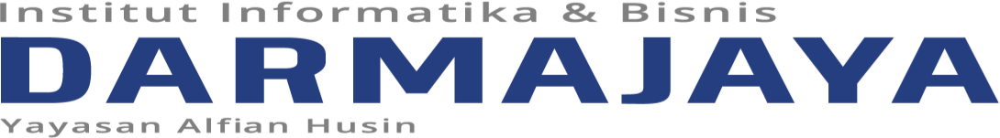 Institut Informatika & Bisnis
DARMAJAYA
Yayasan Alfian Husin